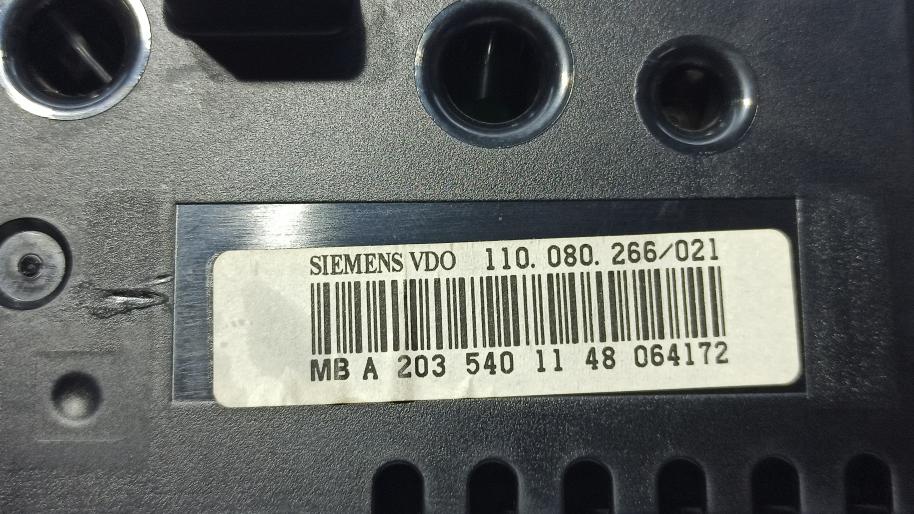 SIEMENS VDO 110.080.266/021
MB A 203 540 11 48 064172